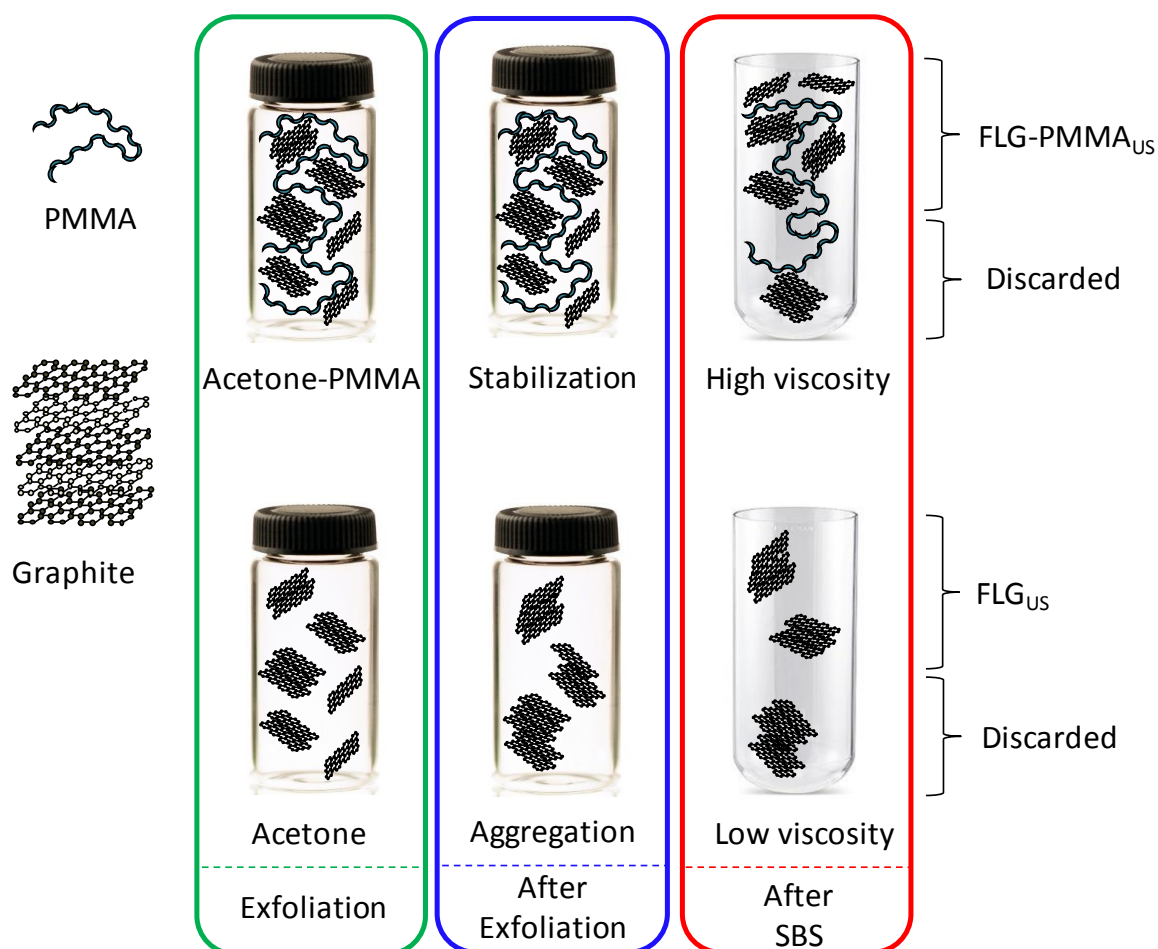 PMMA
Graphite
Acetone-PMMA
Stabilization
High viscosity
FLG-PMMA_US
Discarded
Acetone
Aggregation
Low viscosity
FLG_US
Discarded
Exfoliation
After
Exfoliation
After
SBS